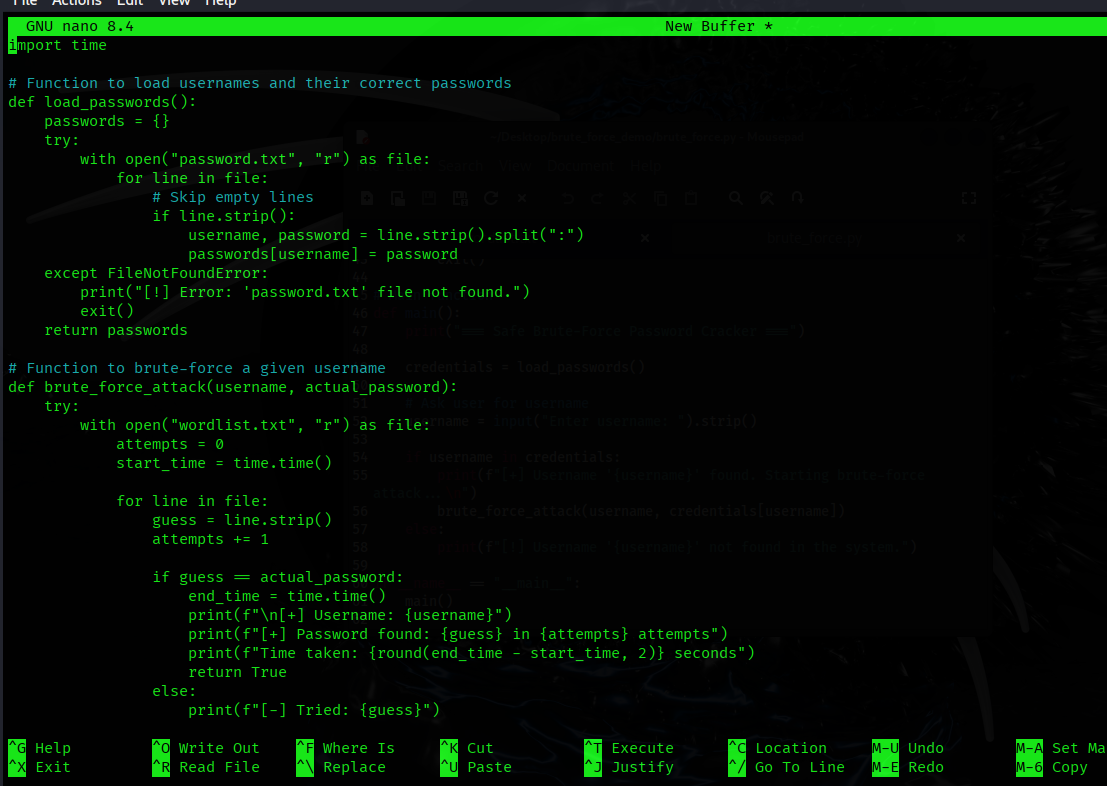 File Actions Edit View Help
GNU nano 8.4 New Buffer *
import time
# Function to load usernames and their correct passwords
def load_passwords():
    passwords = {}
    try:
        with open("password.txt", "r") as file:
            for line in file:
                # Skip empty lines
                if line.strip():
                    username, password = line.strip().split(":")
                    passwords[username] = password
    except FileNotFoundError:
        print("[!] Error: 'password.txt' file not found.")
        exit()
    return passwords
# Function to brute-force a given username
def brute_force_attack(username, actual_password):
    try:
        with open("wordlist.txt", "r") as file:
            attempts = 0
            start_time = time.time()
            for line in file:
                guess = line.strip()
                attempts += 1
                if guess == actual_password:
                    end_time = time.time()
                    print(f"\n[+] Username: {username}")
                    print(f"[+] Password found: {guess} in {attempts} attempts")
                    print(f"Time taken: {round(end_time - start_time, 2)} seconds")
                    return True
                else:
                    print(f"[-] Tried: {guess}")
^G Help ^O Write Out ^F Where Is ^K Cut ^T Execute ^C Location M-U Undo M-A Set Ma
^X Exit ^R Read File ^\ Replace ^U Paste ^J Justify ^/ Go To Line M-E Redo M-6 Copy